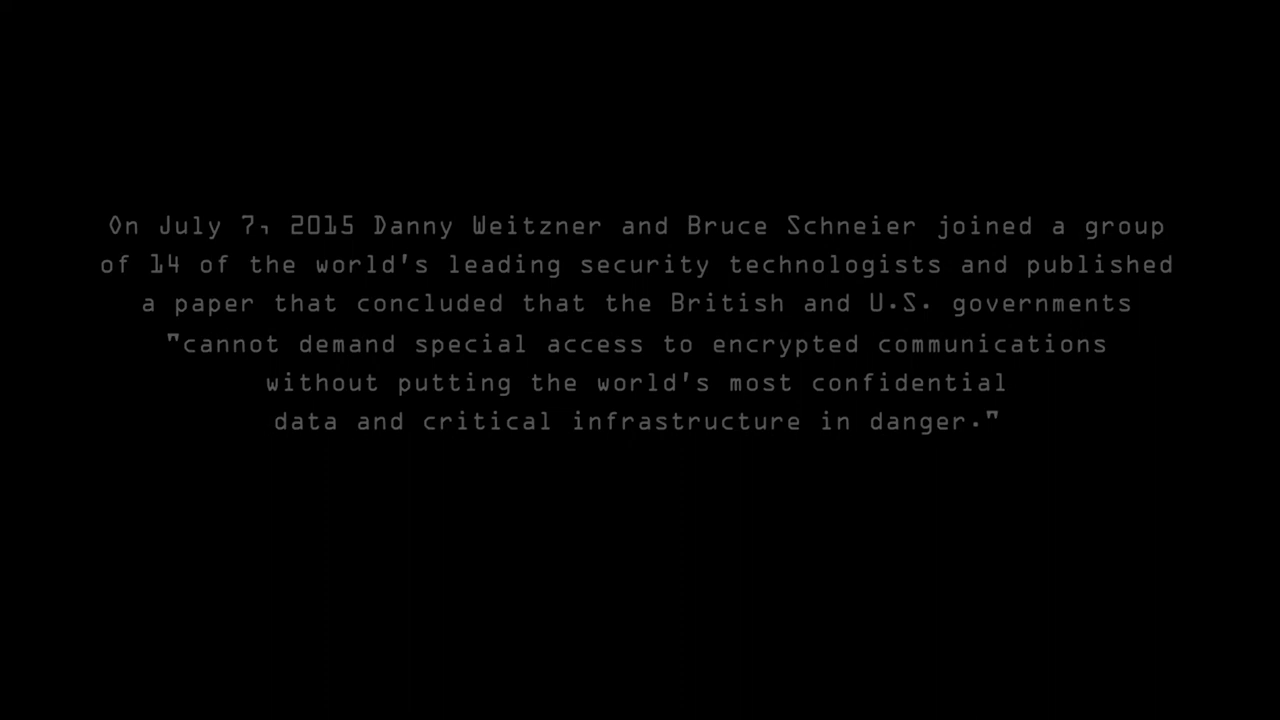 On July 7, 2015 Danny Weitzner and Bruce Schneier joined a group
of 14 of the world's leading security technologists and published
a paper that concluded that the British and U.S. governments
"cannot demand special access to encrypted communications
without putting the world's most confidential
data and critical infrastructure in danger."